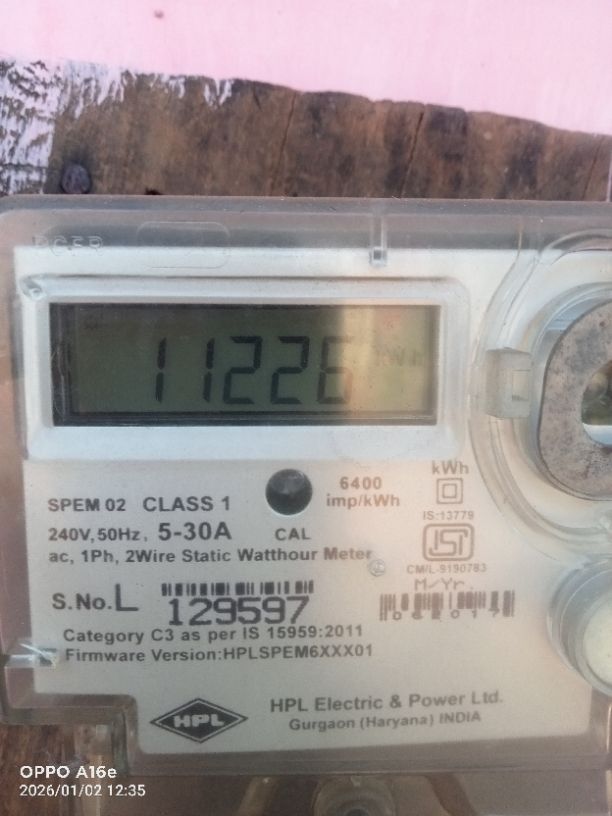 11226 kWh
6400
imp/kWh
kWh
SPEM 02 CLASS 1
IS:13779
240V,50Hz, 5-30A
CAL
ac, 1Ph, 2Wire Static Watthour Meter
ISI
CM/L-9190783
M/Yr.
S.No.L 129597
Category C3 as per IS 15959:2011
Firmware Version:HPLSPEM6XXX01
HPL
HPL Electric & Power Ltd.
Gurgaon (Haryana) INDIA
OPPO A16e
2026/01/02 12:35